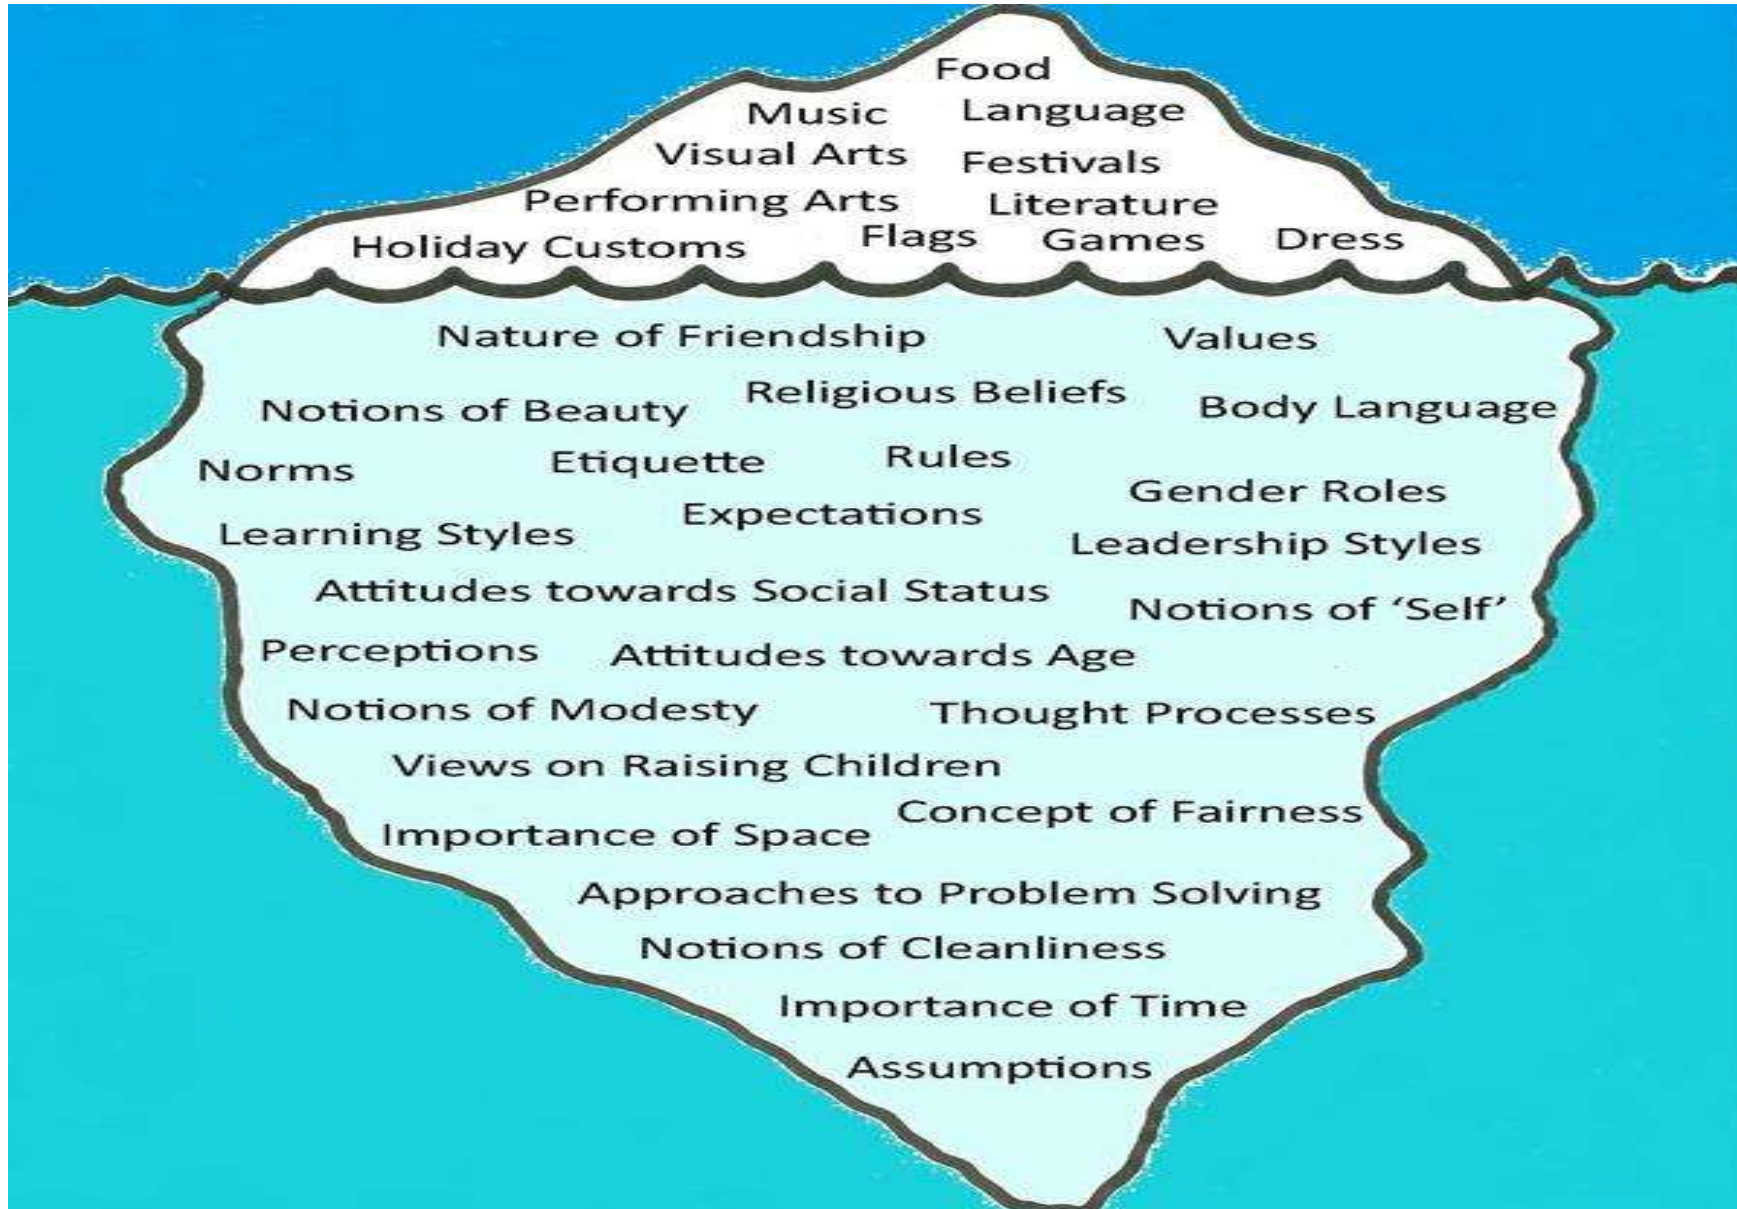 Food
Music Language
Visual Arts Festivals
Performing Arts Literature
Holiday Customs Flags Games Dress
Nature of Friendship Values
Notions of Beauty Religious Beliefs Body Language
Norms Etiquette Rules
Gender Roles
Expectations
Learning Styles Leadership Styles
Attitudes towards Social Status Notions of ‘Self’
Perceptions Attitudes towards Age
Notions of Modesty Thought Processes
Views on Raising Children
Concept of Fairness
Importance of Space
Approaches to Problem Solving
Notions of Cleanliness
Importance of Time
Assumptions